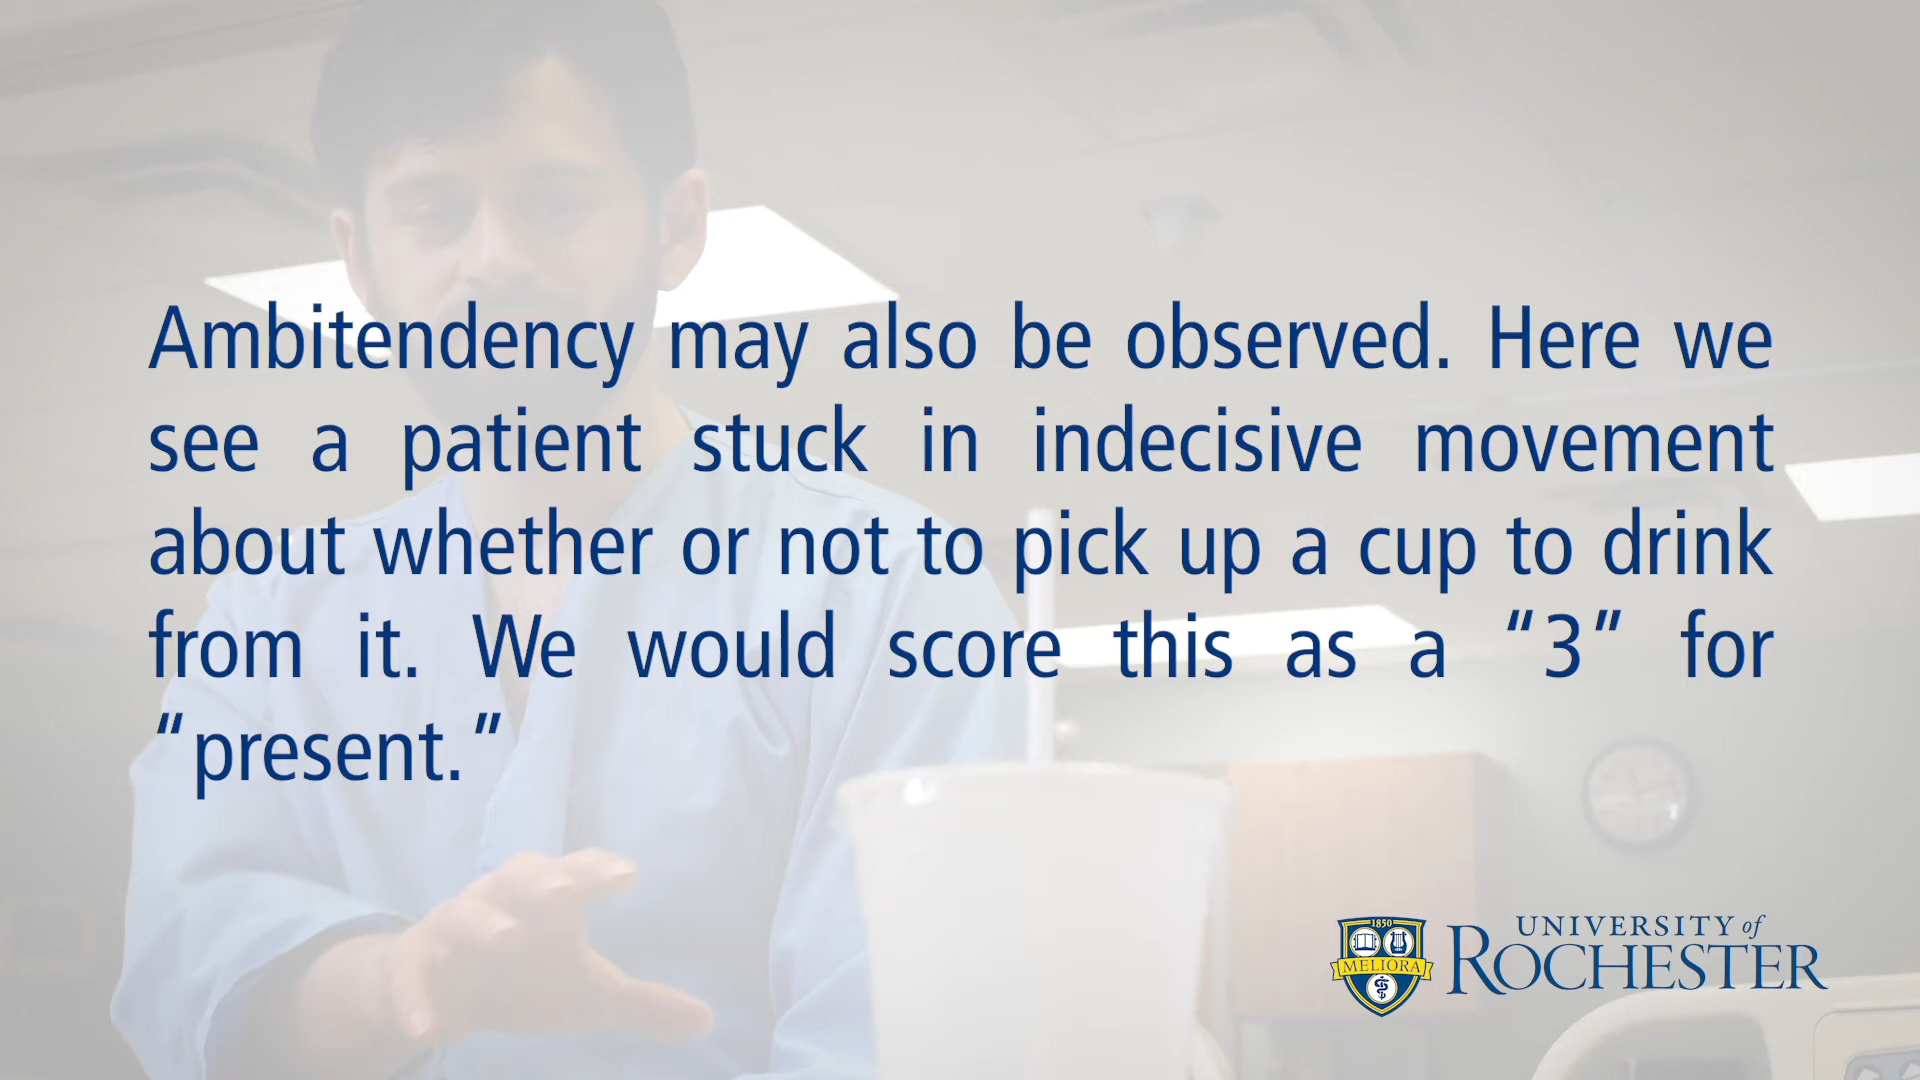 Ambitendency may also be observed. Here we
see a patient stuck in indecisive movement
about whether or not to pick up a cup to drink
from it. We would score this as a “3” for
“present.”
1850
MELIORA
UNIVERSITY of
ROCHESTER